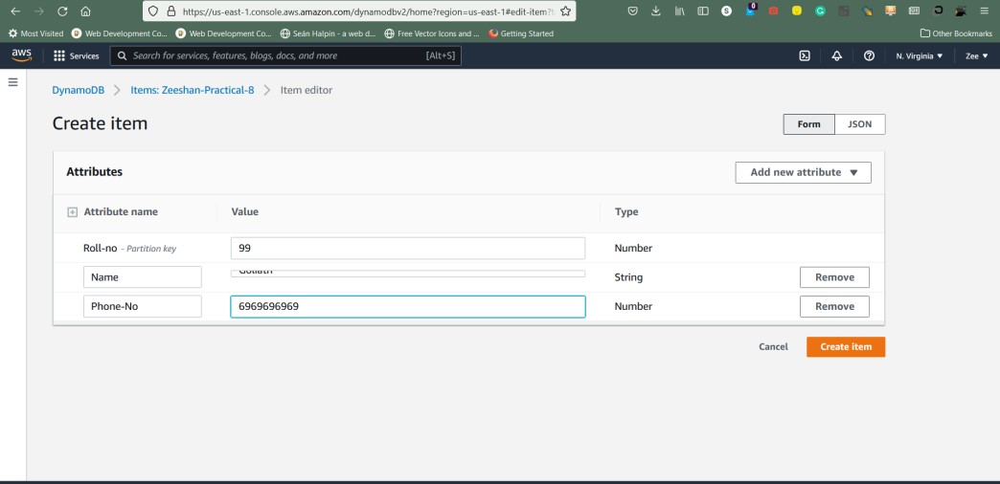 https://us-east-1.console.aws.amazon.com/dynamodbv2/home?region=us-east-1#edit-item?t
Most Visited Web Development Co... Web Development Co... Seán Halpin - a web d... Free Vector Icons and ... Getting Started Other Bookmarks
aws Services Search for services, features, blogs, docs, and more [Alt+S] N. Virginia ▼ Zee ▼
DynamoDB > Items: Zeeshan-Practical-8 > Item editor
Create item Form JSON
Attributes Add new attribute ▼
Attribute name Value Type
Roll-no - Partition key 99 Number
Name Goliath String Remove
Phone-No 6969696969 Number Remove
Cancel Create item